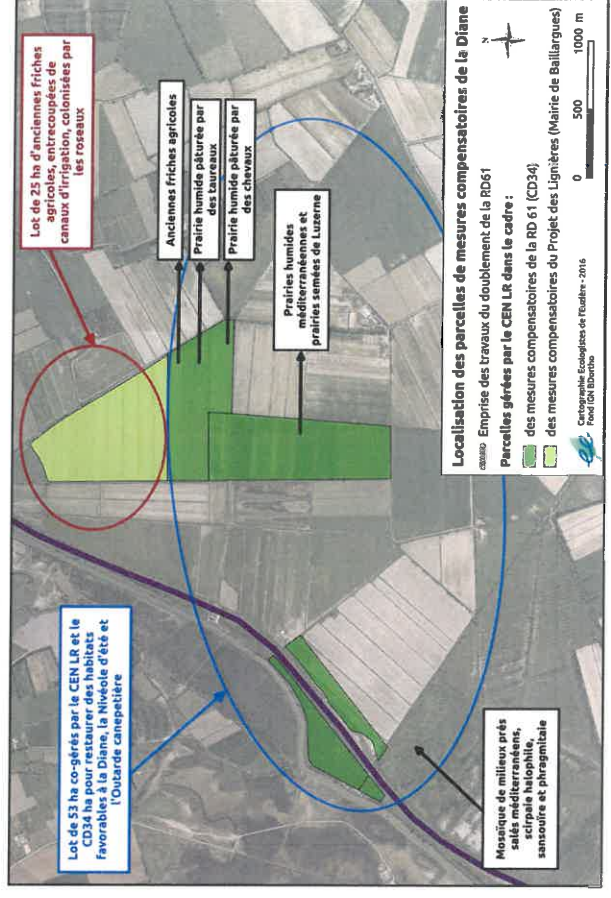 Lot de 25 ha d'anciennes friches
agricoles, entrecoupées de
canaux d'irrigation, colonisées par
les roseaux
Lot de 53 ha co-gérés par le CEN LR et le
CD34 ha pour restaurer des habitats
favorables à la Diane, la Nivéole d'été et
l'Outarde canepetière
Anciennes friches agricoles
Prairie humide pâturée par
des taureaux
Prairie humide pâturée par
des chevaux
Prairies humides
méditerranéennes et
prairies semées de Luzerne
Mosaïque de milieux prés
salés méditerranéens,
scirpaie halophile,
sansouïre et phragmitaie
Localisation des parcelles de mesures compensatoires de la Diane
Emprise des travaux du doublement de la RD61
Parcelles gérées par le CEN LR dans le cadre :
des mesures compensatoires de la RD 61 (CD34)
des mesures compensatoires du Projet des Lignières (Mairie de Baillargues)
N
0 500 1000 m
Cartographie Ecologistes de l'Euzière - 2016
Fond IGN BDortho